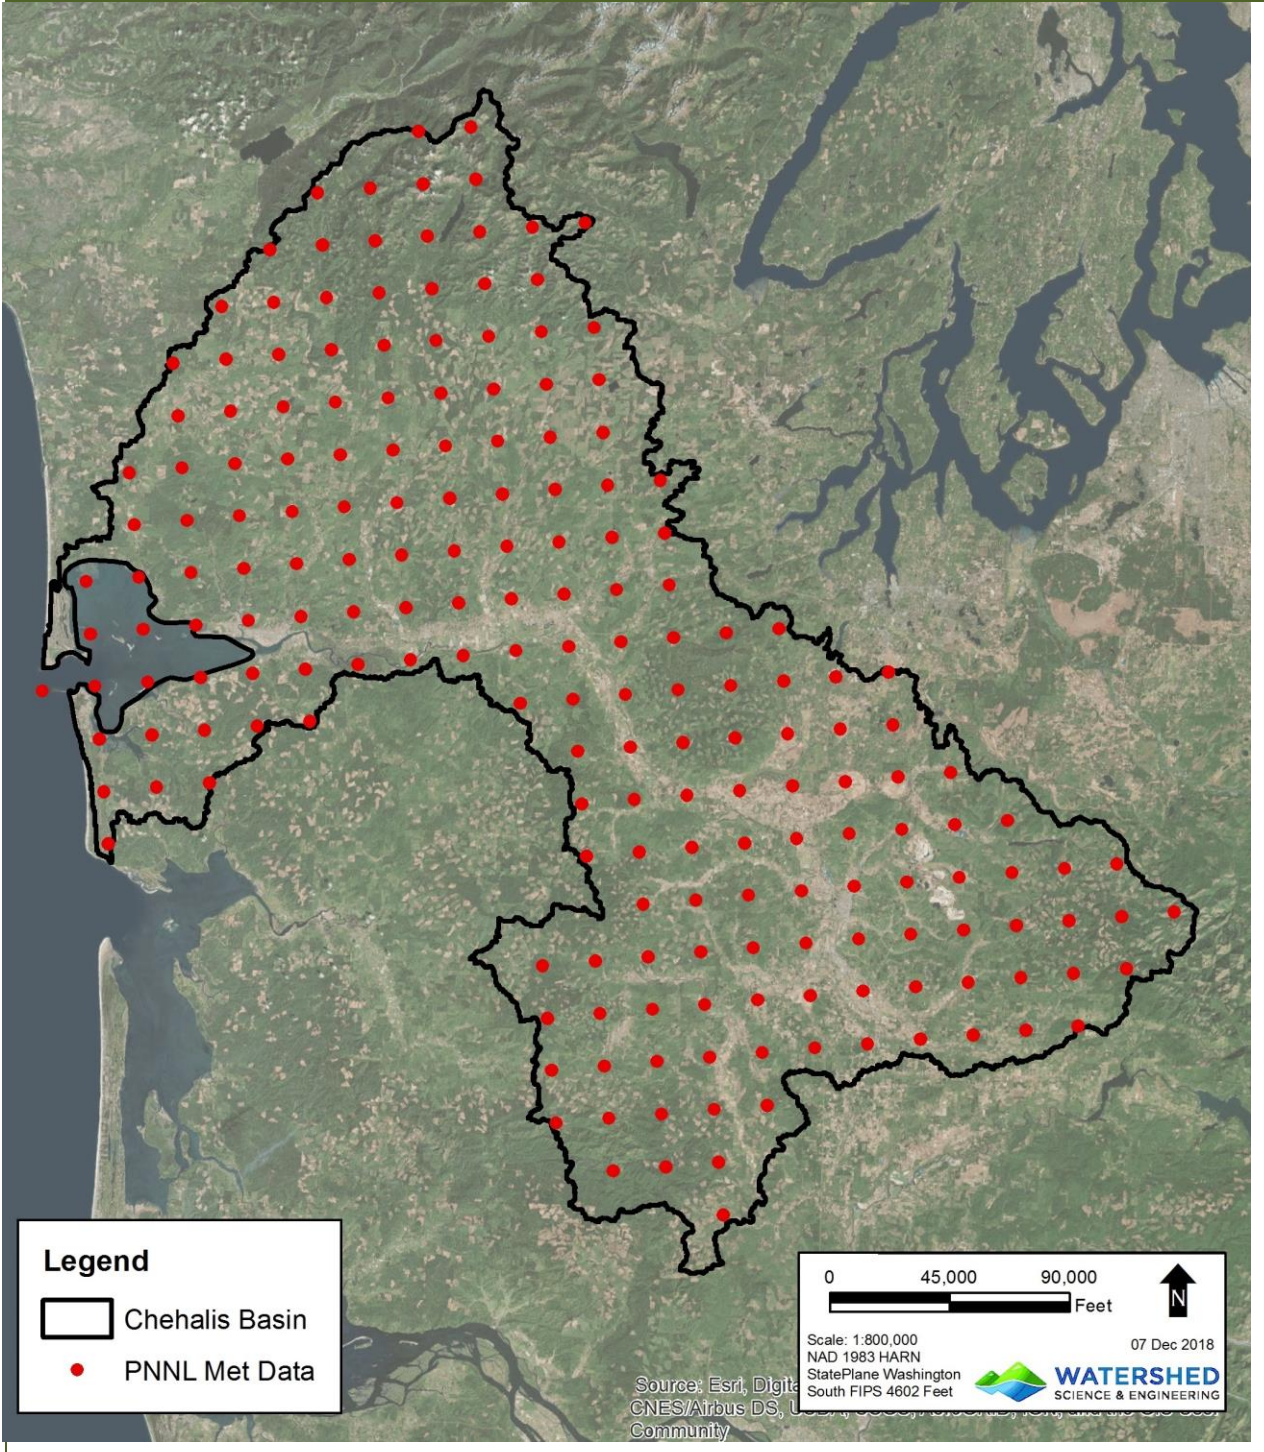 Legend
Chehalis Basin
PNNL Met Data
0 45,000 90,000
Feet
N
Scale: 1:800,000
NAD 1983 HARN
StatePlane Washington
South FIPS 4602 Feet
07 Dec 2018
WATERSHED
SCIENCE & ENGINEERING
Source: Esri,
CNES/Airbus DS,
Community